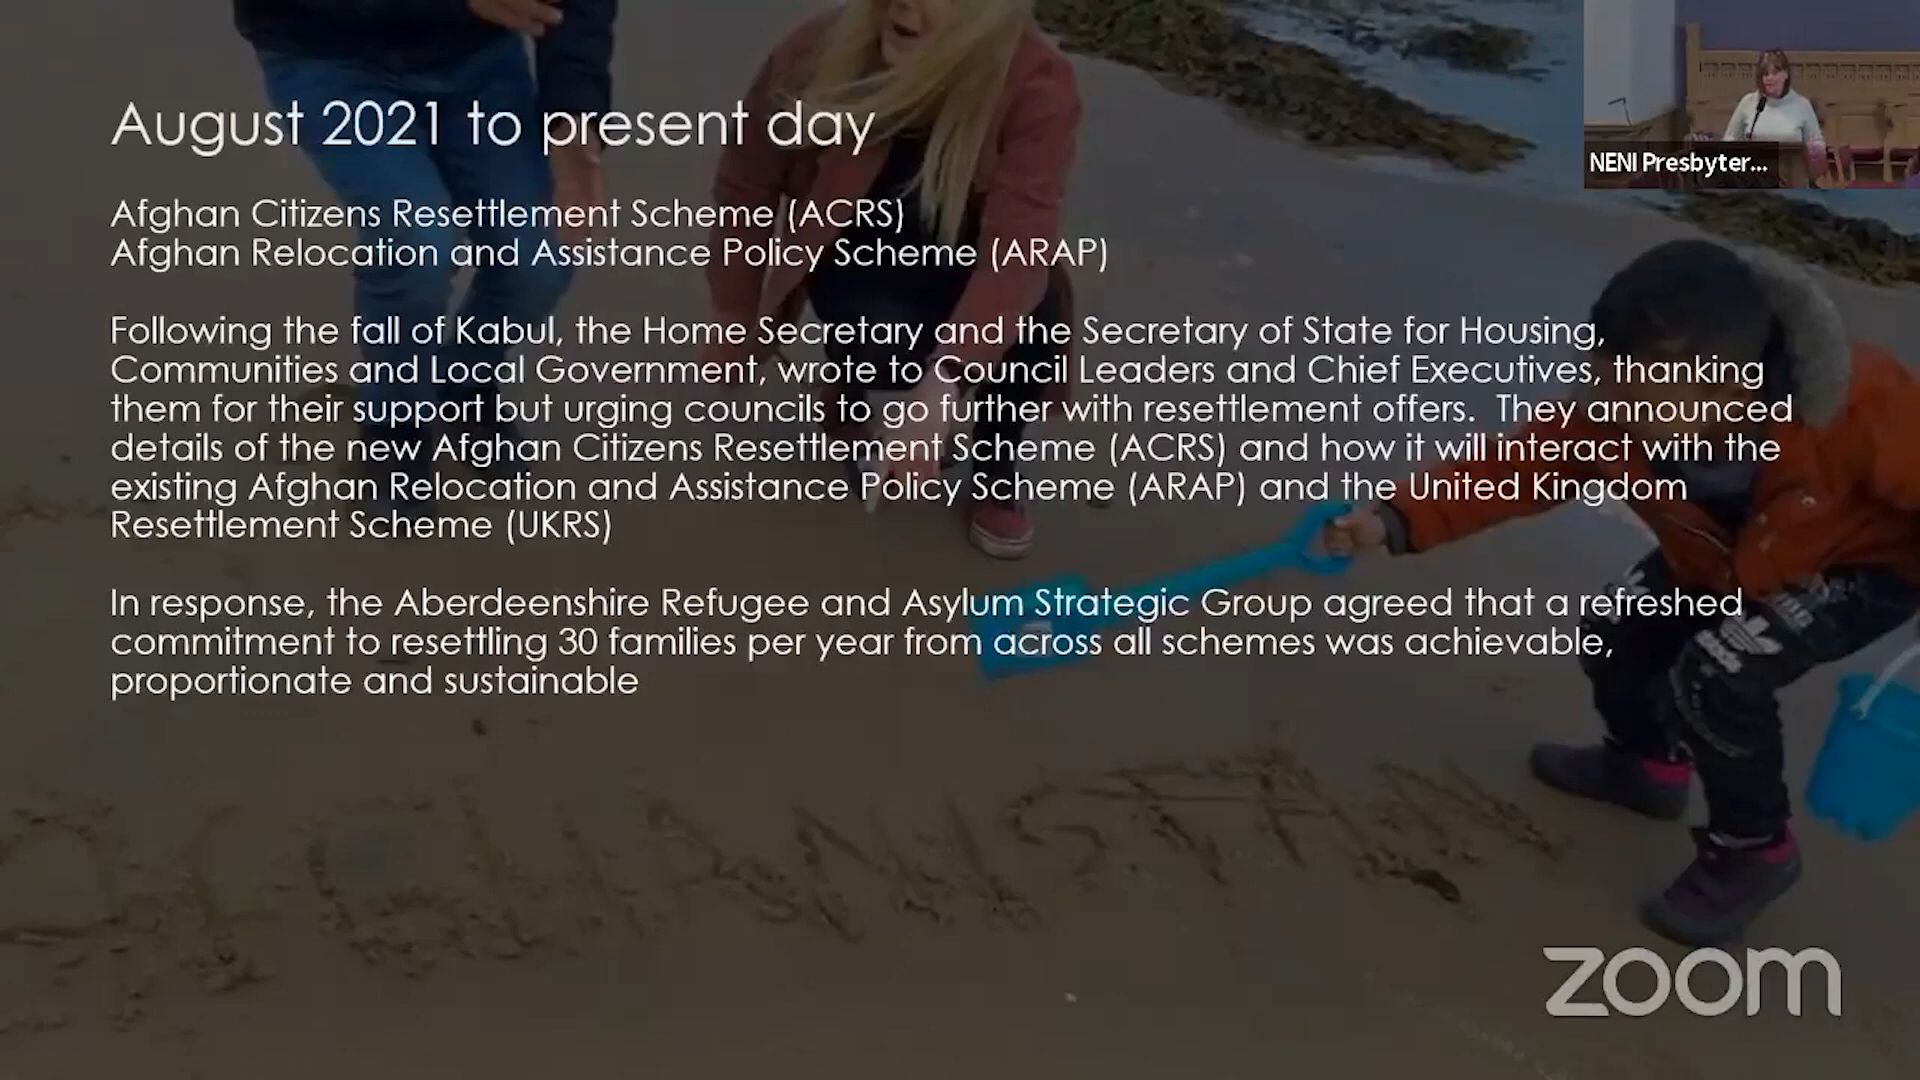 August 2021 to present day
NENI Presbyter...
Afghan Citizens Resettlement Scheme (ACRS)
Afghan Relocation and Assistance Policy Scheme (ARAP)
Following the fall of Kabul, the Home Secretary and the Secretary of State for Housing,
Communities and Local Government, wrote to Council Leaders and Chief Executives, thanking
them for their support but urging councils to go further with resettlement offers.  They announced
details of the new Afghan Citizens Resettlement Scheme (ACRS) and how it will interact with the
existing Afghan Relocation and Assistance Policy Scheme (ARAP) and the United Kingdom
Resettlement Scheme (UKRS)
In response, the Aberdeenshire Refugee and Asylum Strategic Group agreed that a refreshed
commitment to resettling 30 families per year from across all schemes was achievable,
proportionate and sustainable
adidas
AFGHANISTAN
zoom